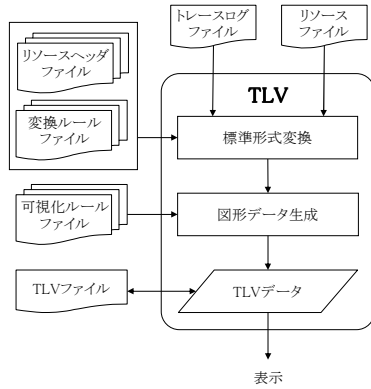 トレースログ
ファイル
リソース
ファイル
リソースヘッダ
ファイル
TLV
変換ルール
ファイル
標準形式変換
可視化ルール
ファイル
図形データ生成
TLVファイル
TLVデータ
表示